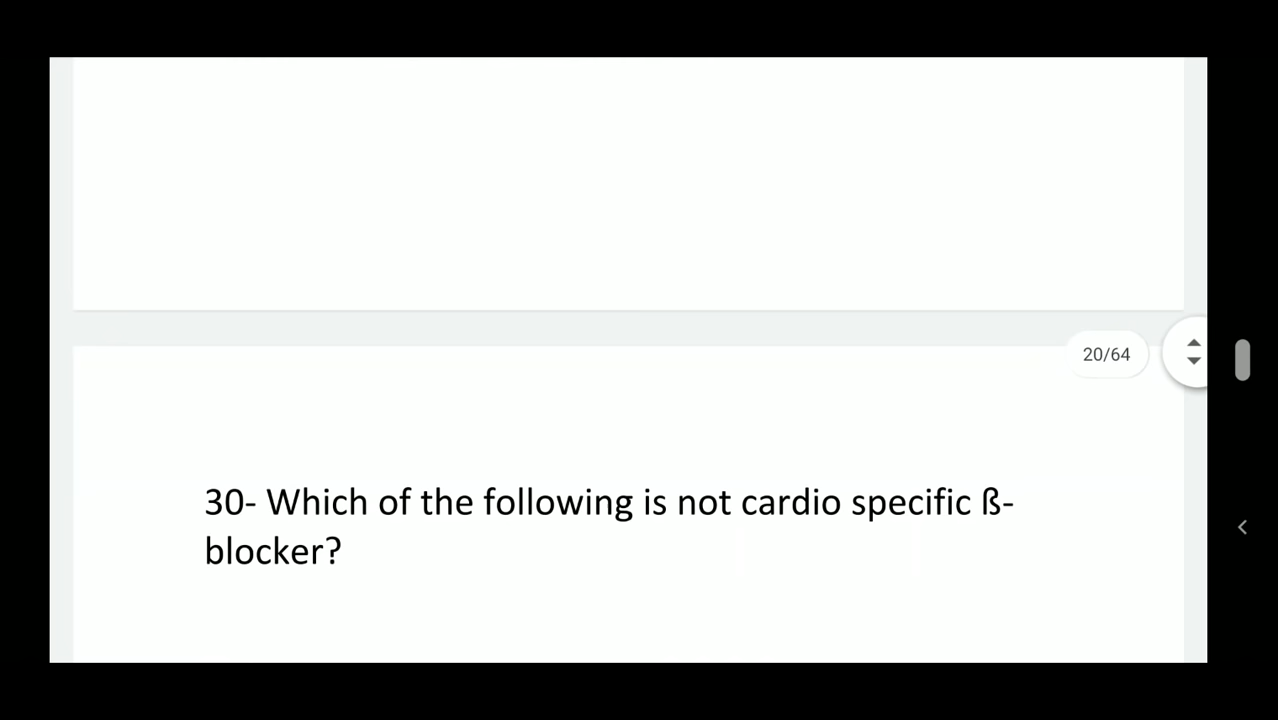 20/64
30- Which of the following is not cardio specific ß-
blocker?